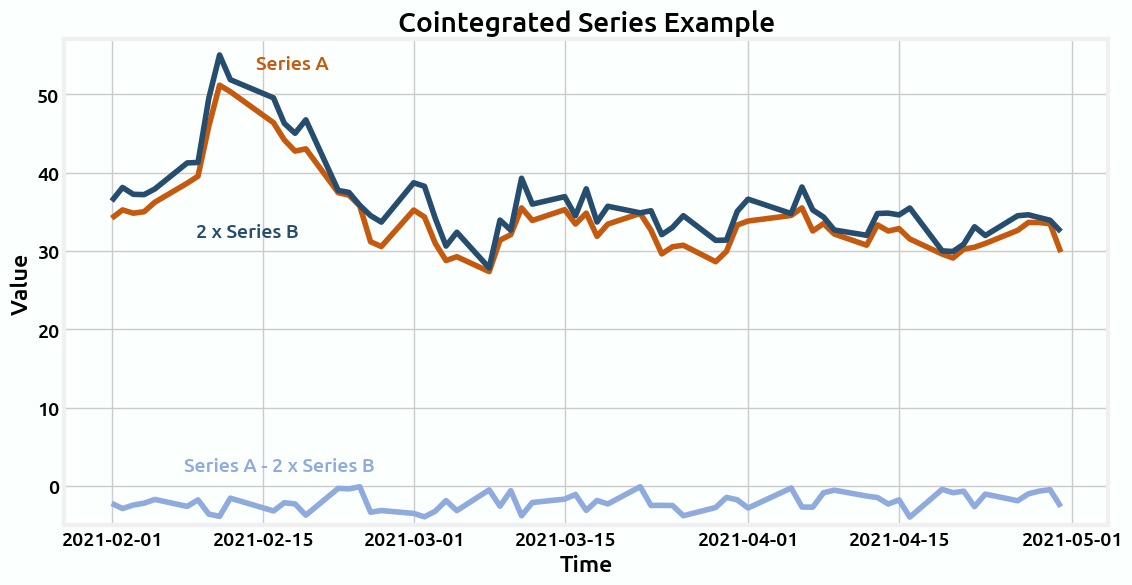 Cointegrated Series Example
Series A
2 x Series B
Series A - 2 x Series B
Value
50
40
30
20
10
0
2021-02-01 2021-02-15 2021-03-01 2021-03-15 2021-04-01 2021-04-15 2021-05-01
Time